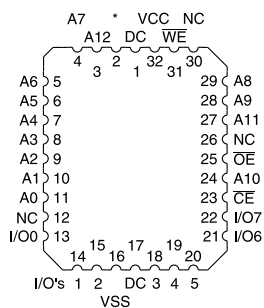 A7 * VCC NC
A12 DC W̅E̅
4 2 32 30
3 1 31
A6 5 29 A8
A5 6 28 A9
A4 7 27 A11
A3 8 26 NC
A2 9 25 O̅E̅
A1 10 24 A10
A0 11 23 C̅E̅
NC 12 22 I/O7
I/O0 13 21 I/O6
15 17 19
14 16 18 20
I/O's 1 2 DC 3 4 5
VSS